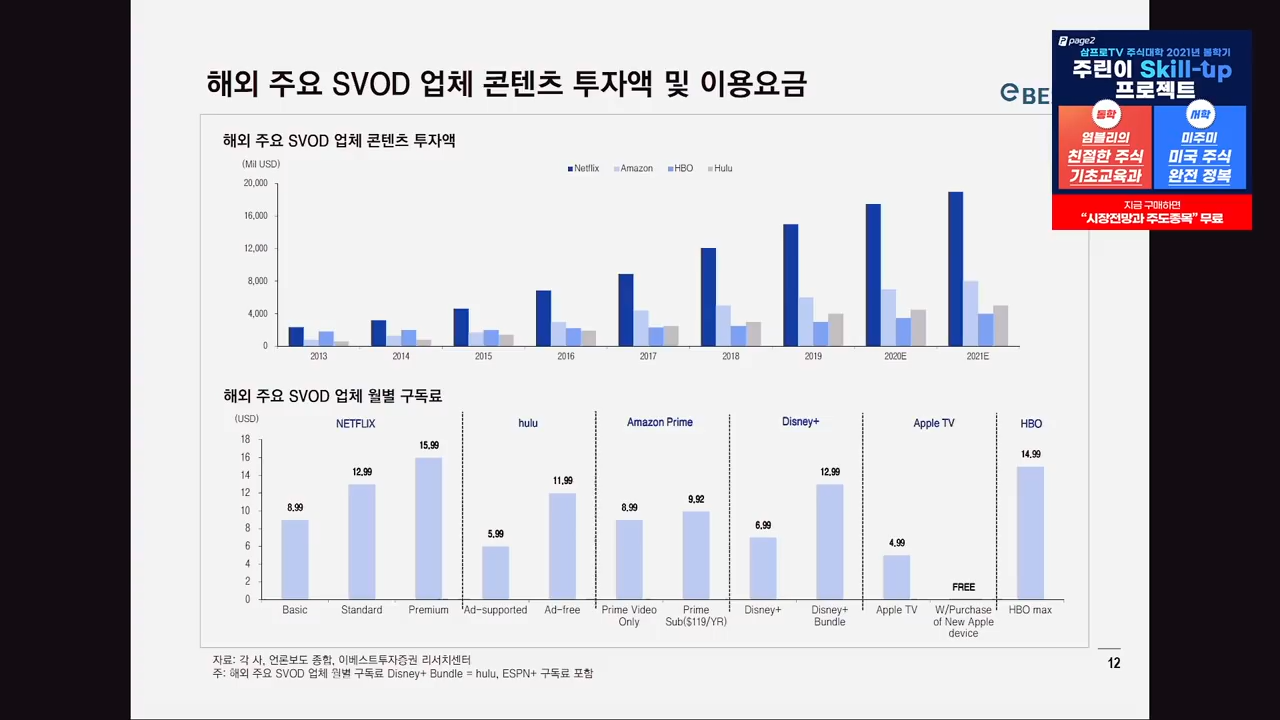 해외 주요 SVOD 업체 콘텐츠 투자액 및 이용요금
page2
삼프로TV 주식대학 2021년 봄학기
주린이 Skill-up
프로젝트
동학
염블리의
친절한 주식
기초교육과
서학
미주미
미국 주식
완전 정복
지금 구매하면
“시장전망과 주도종목” 무료
해외 주요 SVOD 업체 콘텐츠 투자액
(Mil USD)
Netflix Amazon HBO Hulu
20,000
16,000
12,000
8,000
4,000
0
2013 2014 2015 2016 2017 2018 2019 2020E 2021E
해외 주요 SVOD 업체 월별 구독료
(USD)
NETFLIX hulu Amazon Prime Disney+ Apple TV HBO
18
16
14
12
10
8
6
4
2
0
8.99 12.99 15.99 5.99 11.99 8.99 9.92 6.99 12.99 4.99 FREE 14.99
Basic Standard Premium Ad-supported Ad-free Prime Video Prime Disney+ Disney+ Apple TV W/Purchase HBO max
Only Sub($119/YR) Bundle of New Apple
device
자료: 각 사, 언론보도 종합, 이베스트투자증권 리서치센터
주: 해외 주요 SVOD 업체 월별 구독료 Disney+ Bundle = hulu, ESPN+ 구독료 포함
12